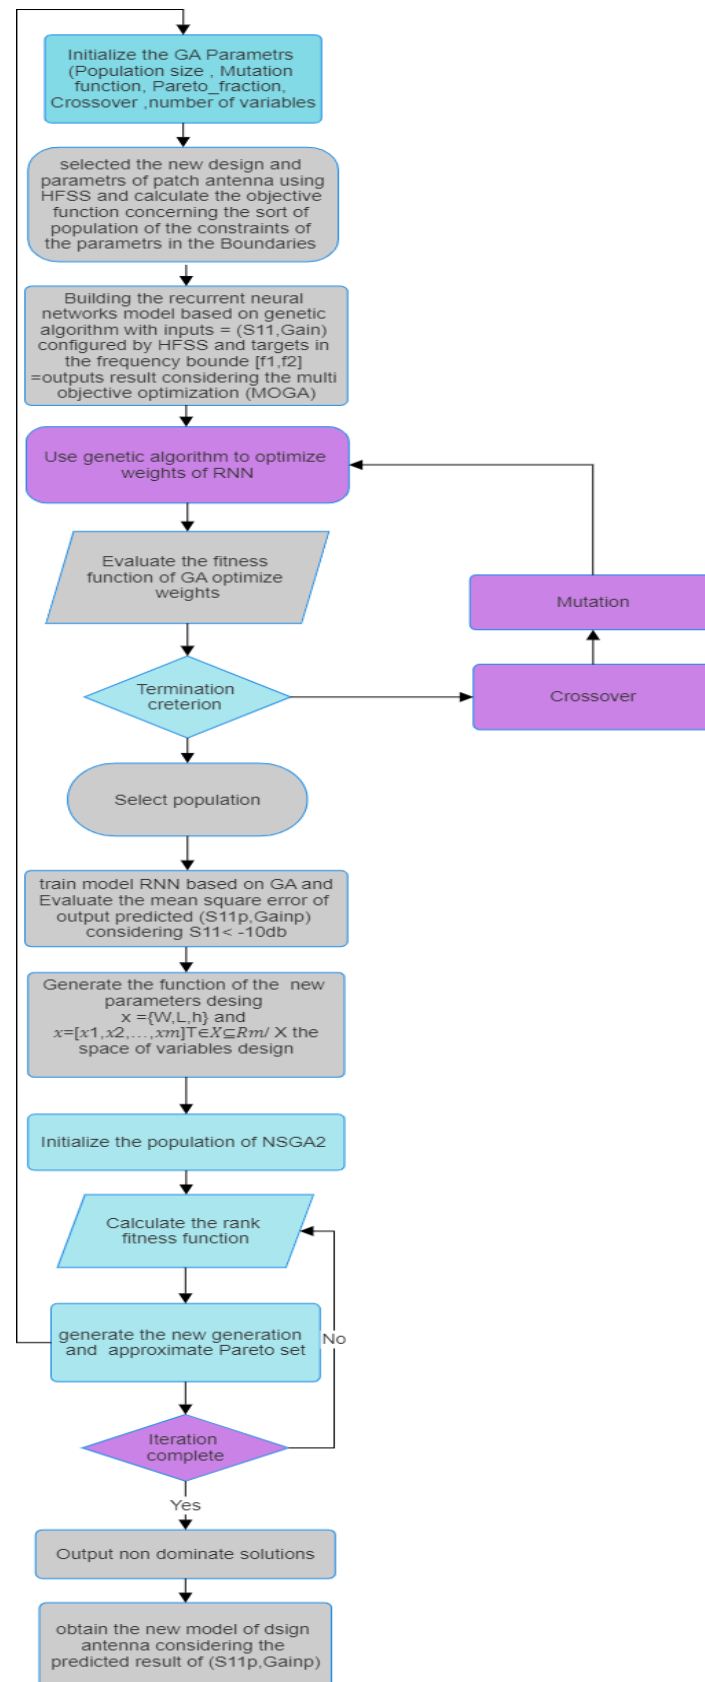 Initialize the GA Parametrs
(Population size , Mutation
function, Pareto_fraction,
Crossover ,number of variables
selected the new design and
parametrs of patch antenna using
HFSS and calculate the objective
function concerning the sort of
population of the constraints of
the parametrs in the Boundaries
Building the recurrent neural
networks model based on genetic
algorithm with inputs = (S11,Gain)
configured by HFSS and targets in
the frequency bounde [f1,f2]
=outputs result considering the multi
objective optimization (MOGA)
Use genetic algorithm to optimize
weights of RNN
Evaluate the fitness
function of GA optimize
weights
Mutation
Termination
creterion
Crossover
Select population
train model RNN based on GA and
Evaluate the mean square error of
output predicted (S11p,Gainp)
considering S11< -10db
Generate the function of the new
parameters desing
x ={W,L,h} and
𝑥=[𝑥1,𝑥2,…,𝑥𝑚]T∈𝑋⊆𝑅𝑚/ X the
space of variables design
Initialize the population of NSGA2
Calculate the rank
fitness function
generate the new generation
and approximate Pareto set
No
Iteration
complete
Yes
Output non dominate solutions
obtain the new model of dsign
antenna considering the
predicted result of (S11p,Gainp)